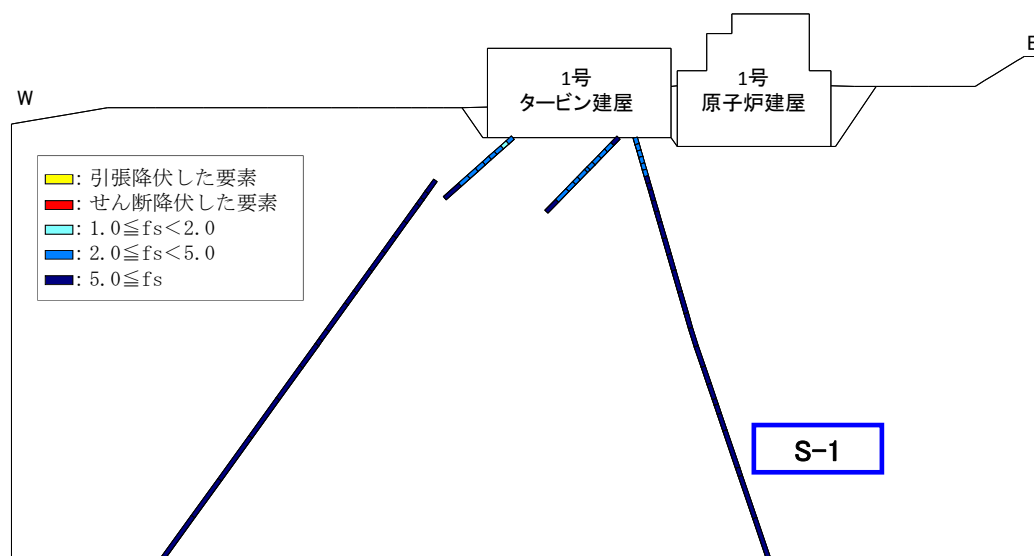 W
E
1号
タービン建屋
1号
原子炉建屋
: 引張降伏した要素
: せん断降伏した要素
: 1.0≦fs<2.0
: 2.0≦fs<5.0
: 5.0≦fs
S-1